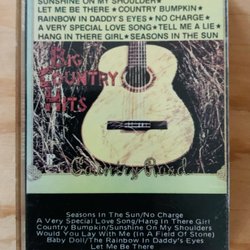 SUNSHINE ON MY SHOULDER★
LET ME BE THERE★COUNTRY BUMPKIN★
RAINBOW IN DADDY'S EYES★NO CHARGE★
A VERY SPECIAL LOVE SONG★TELL ME A LIE★
HANG IN THERE GIRL★SEASONS IN THE SUN
BIG
COUNTRY
HITS
Country Road
Seasons In The Sun/No Charge
A Very Special Love Song/Hang In There Girl
Country Bumpkin/Sunshine On My Shoulder
Would You Lay With Me (In A Field Of Stone)
Baby Doll/The Rainbow In Daddy's Eyes
Let Me Be There